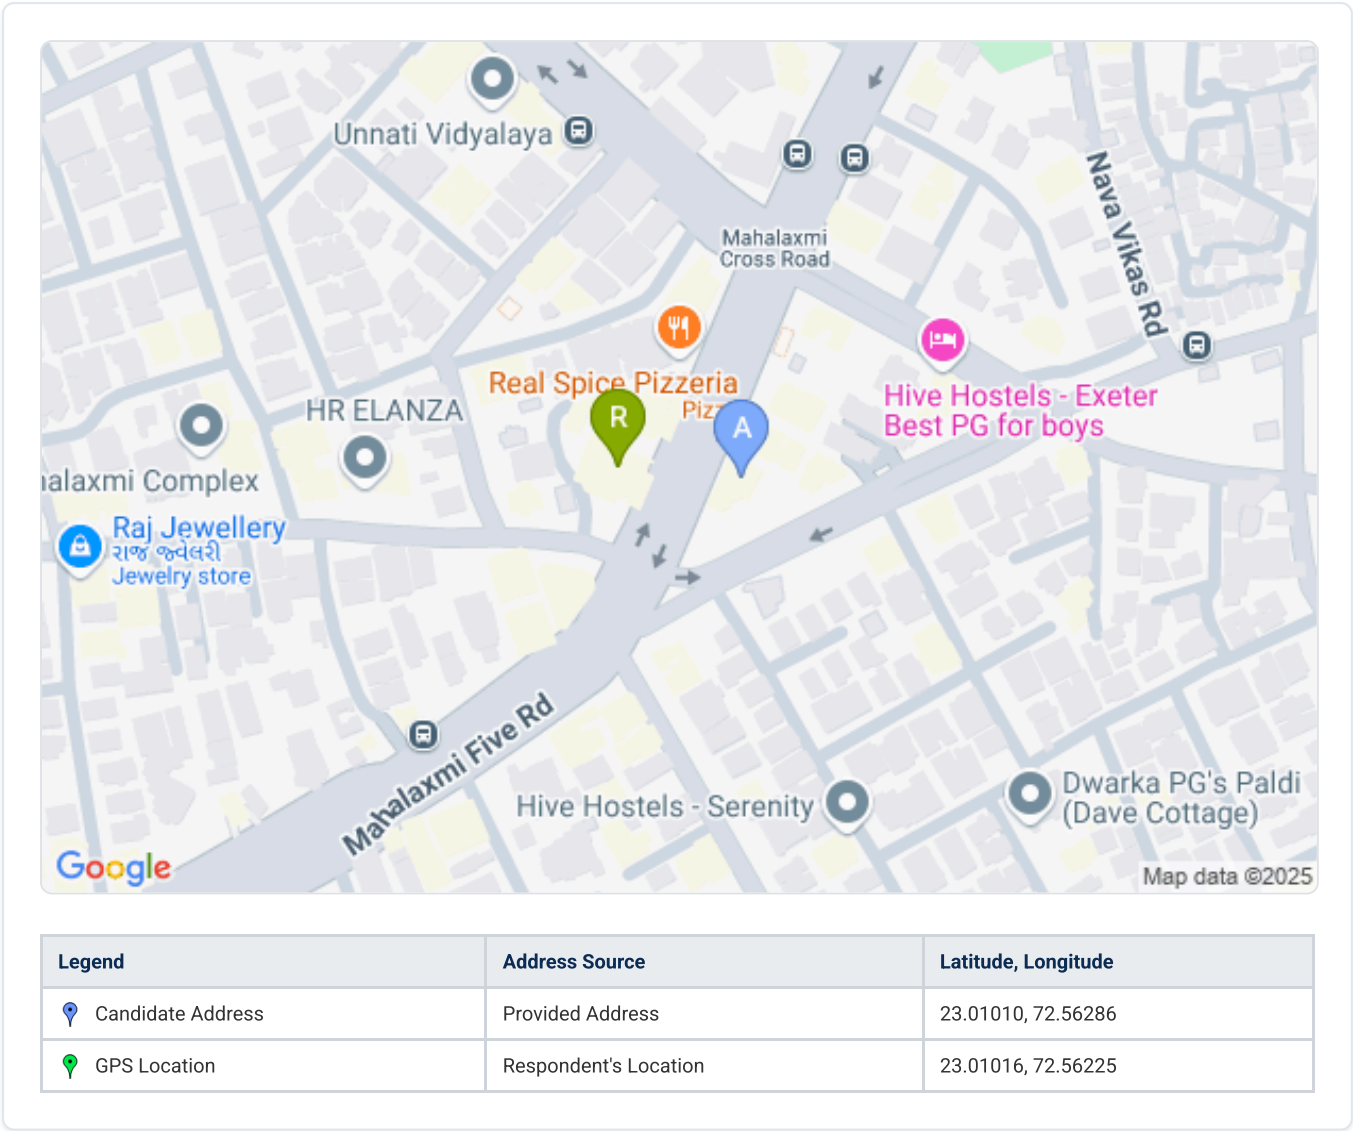 Unnati Vidyalaya
Mahalaxmi
Cross Road
Nava Vikas Rd
Real Spice Pizzeria
Pizz
R
A
Hive Hostels - Exeter
Best PG for boys
HR ELANZA
halaxmi Complex
Raj Jewellery
રાજ જ્વેલરી
Jewelry store
Mahalaxmi Five Rd
Hive Hostels - Serenity
Dwarka PG's Paldi
(Dave Cottage)
Google
Map data ©2025
Legend Address Source Latitude, Longitude
Candidate Address Provided Address 23.01010, 72.56286
GPS Location Respondent's Location 23.01016, 72.56225